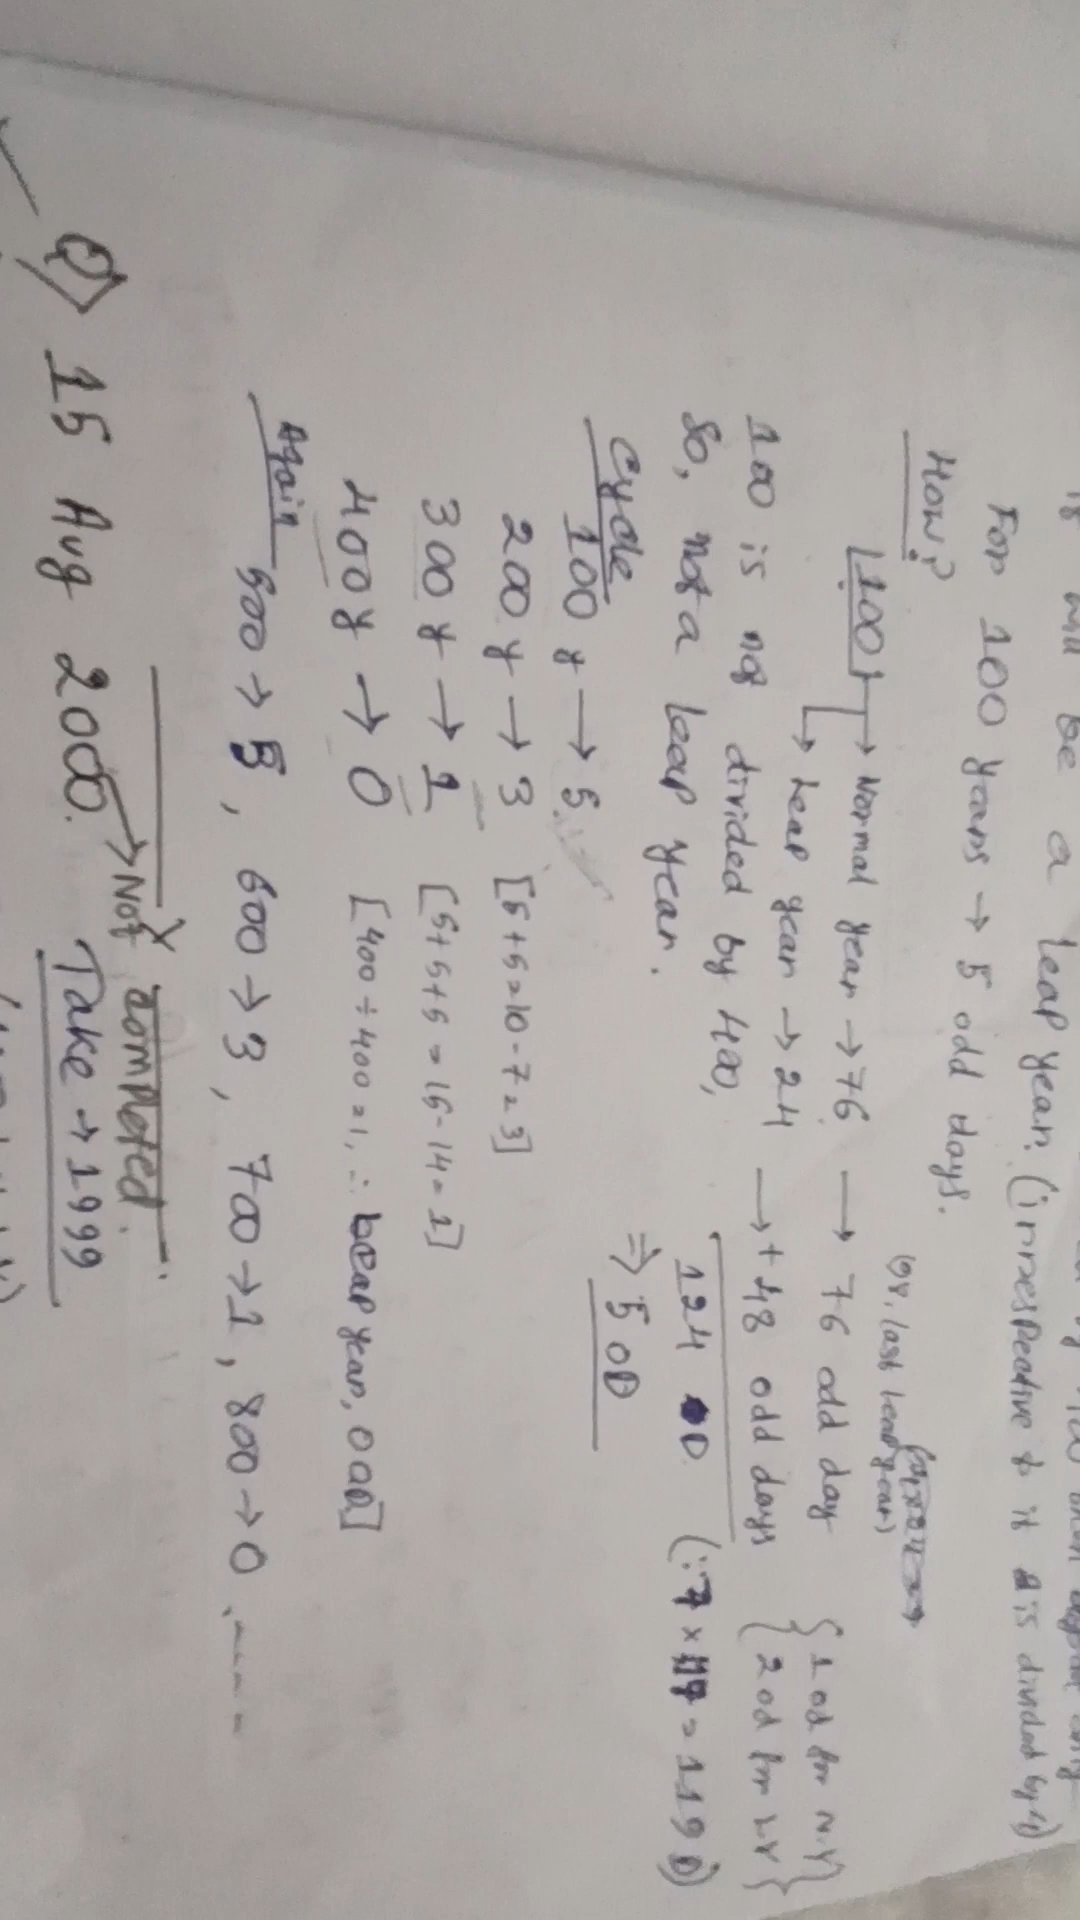 will be a leap year. (irrespective it is divided by 4)
For 100 years → 5 odd days.
How?
(or, last leap year)
100 → Normal year → 76 → 76 odd day {1 od for N.Y
→ Leap year → 24 → + 48 odd days {2 od for LY}
100 is not divided by 400,
124 OD (∵ 7 × 17 = 119)
So, not a leap year.
⇒ 5 OD
Cycle
100 y → 5
200 y → 3 [5+5=10-7=3]
300 y → 1 [5+5+5=15-14=1]
400 y → 0 [400÷400=1, ∴ leap year, 0 OD]
Again
500 → 5, 600 → 3, 700 → 1, 800 → 0 .----
→ Not completed.
Q) 15 Aug 2000. Take → 1999